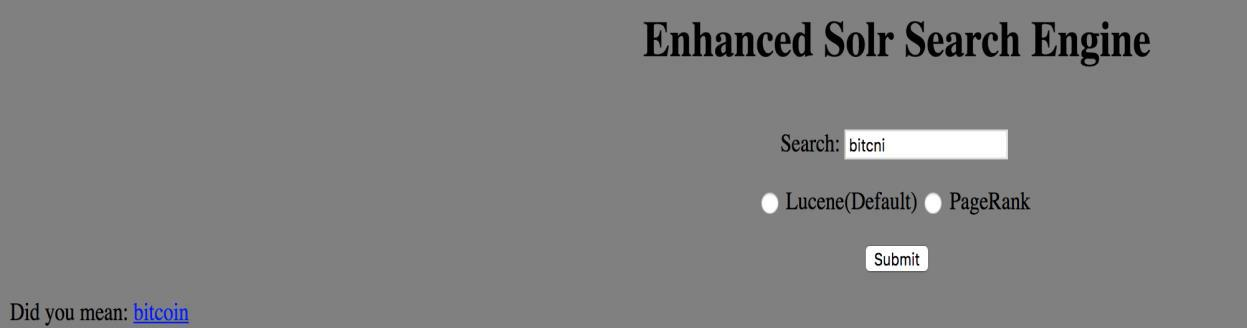 Enhanced Solr Search Engine
Search: bitcni
Lucene(Default) PageRank
Submit
Did you mean: bitcoin